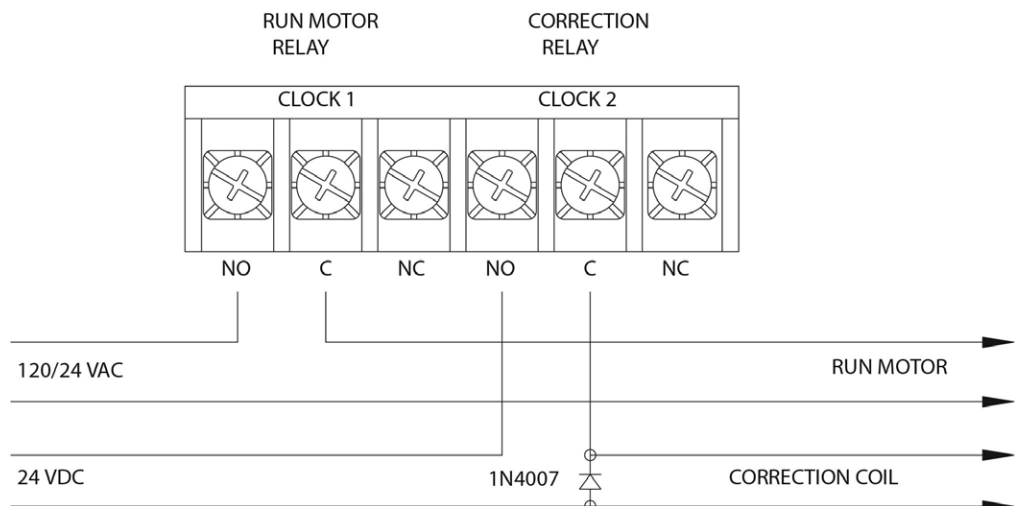 RUN MOTOR
RELAY
CORRECTION
RELAY
CLOCK 1
CLOCK 2
NO
C
NC
NO
C
NC
120/24 VAC
RUN MOTOR
24 VDC
1N4007
CORRECTION COIL